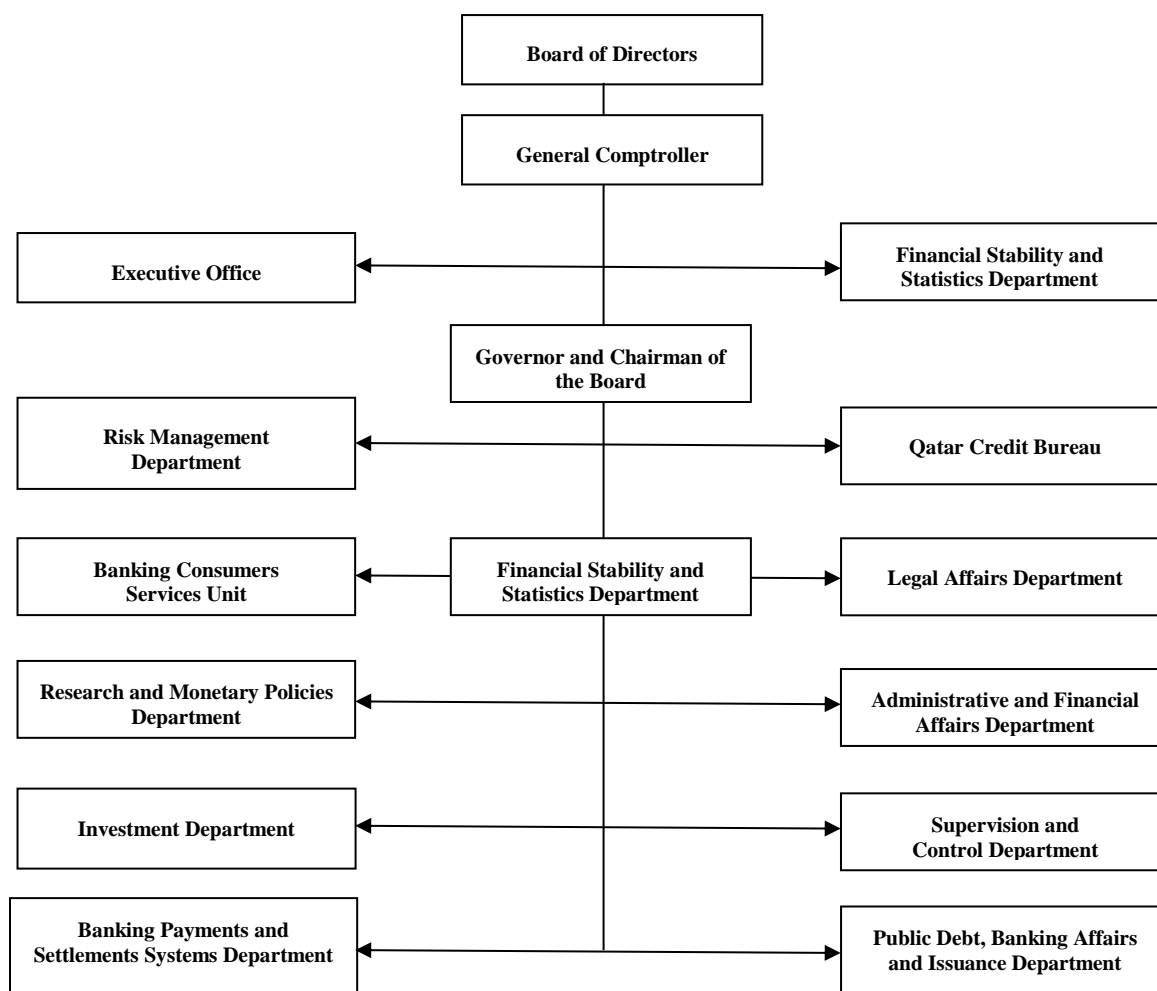 Board of Directors
General Comptroller
Executive Office
Financial Stability and
Statistics Department
Governor and Chairman of
the Board
Risk Management
Department
Qatar Credit Bureau
Banking Consumers
Services Unit
Financial Stability and
Statistics Department
Legal Affairs Department
Research and Monetary Policies
Department
Administrative and Financial
Affairs Department
Investment Department
Supervision and
Control Department
Banking Payments and
Settlements Systems Department
Public Debt, Banking Affairs
and Issuance Department